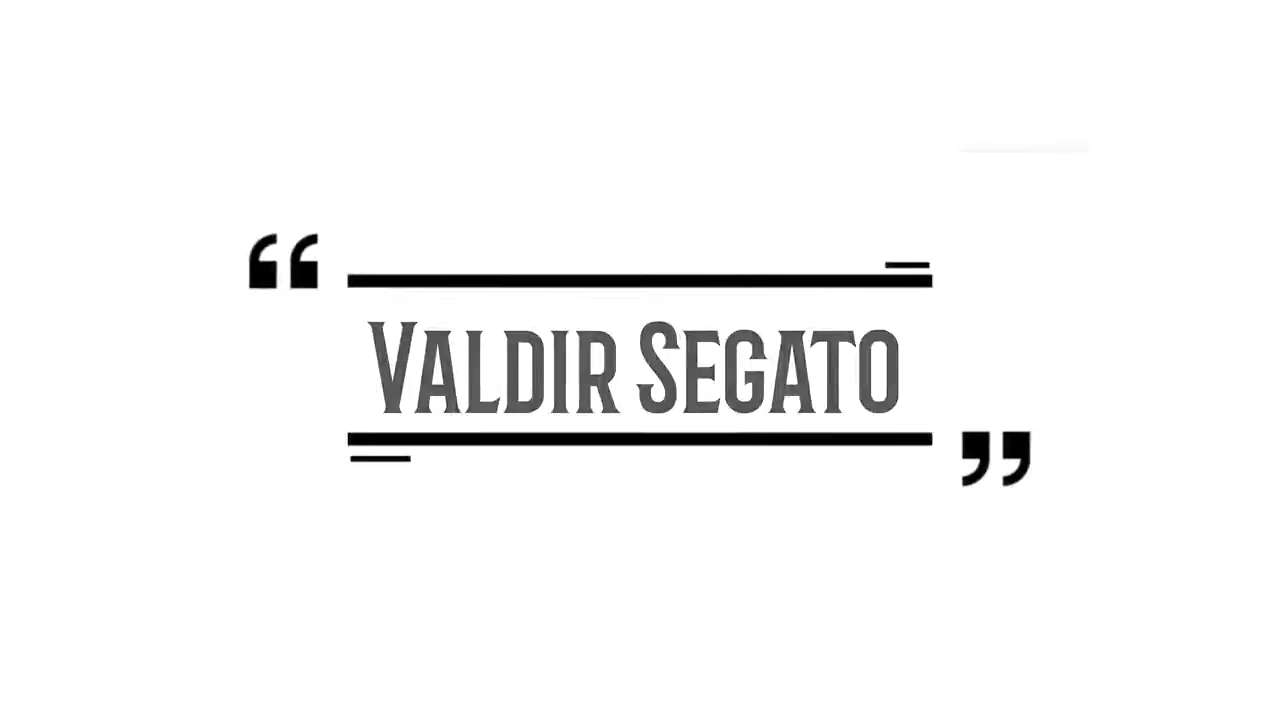 “ VALDIR SEGATO ”